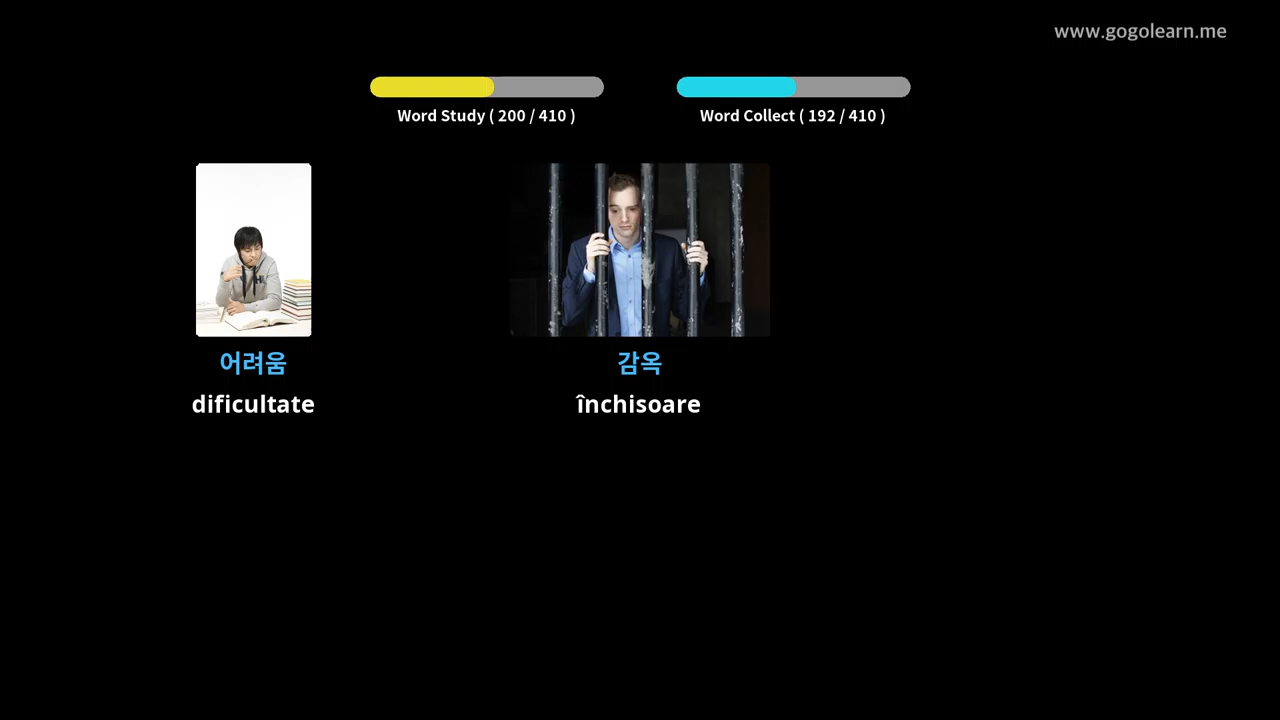 www.gogolearn.me
Word Study ( 200 / 410 )
Word Collect ( 192 / 410 )
어려움
dificultate
감옥
închisoare